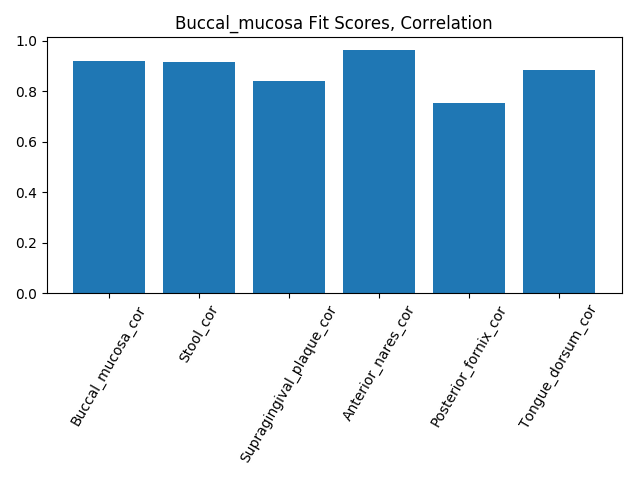 Buccal_mucosa Fit Scores, Correlation
1.0
0.8
0.6
0.4
0.2
0.0
Buccal_mucosa_cor
Stool_cor
Supragingival_plaque_cor
Anterior_nares_cor
Posterior_fornix_cor
Tongue_dorsum_cor